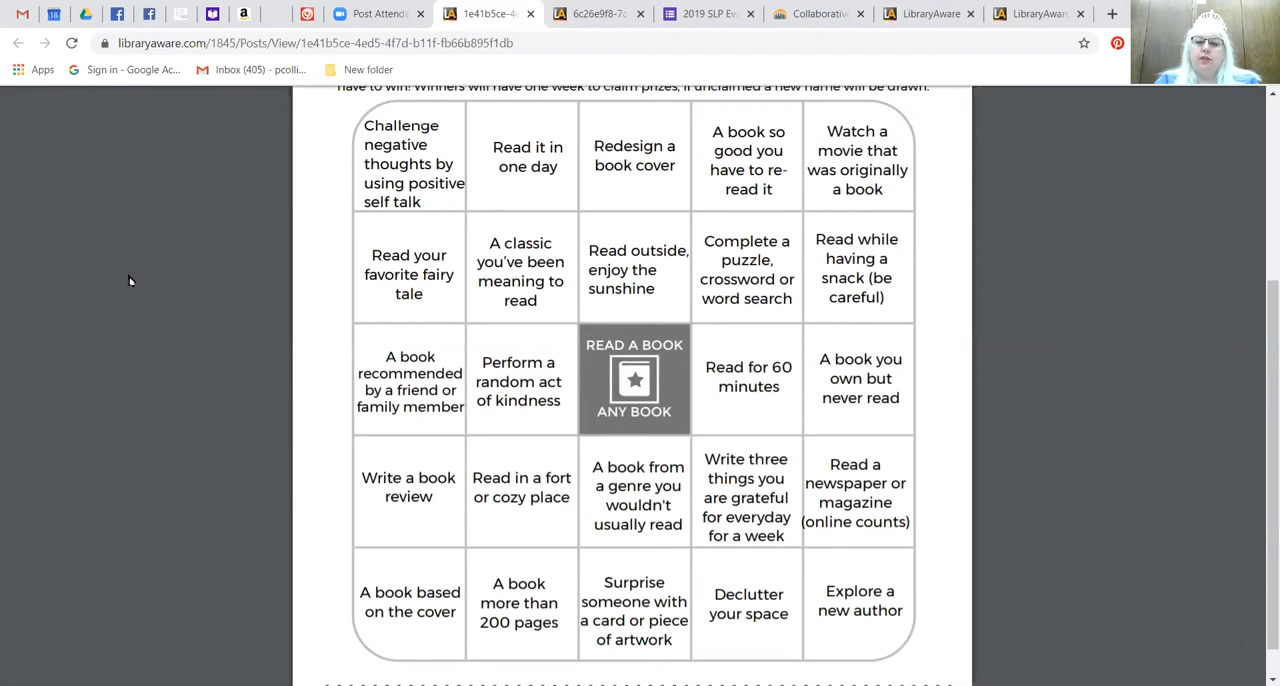 Post Attende
1e41b5ce-4e
6c26e9f8-7c
2019 SLP Ev
Collaborative
LibraryAware
LibraryAwar
libraryaware.com/1845/Posts/View/1e41b5ce-4ed5-4f7d-b11f-fb66b895f1db
Apps
Sign in - Google Ac...
Inbox (405) - pcolli...
New folder
have to win! Winners will have one week to claim prizes, if unclaimed a new name will be drawn.
Challenge
negative
thoughts by
using positive
self talk
Read it in
one day
Redesign a
book cover
A book so
good you
have to re-
read it
Watch a
movie that
was originally
a book
Read your
favorite fairy
tale
A classic
you've been
meaning to
read
Read outside,
enjoy the
sunshine
Complete a
puzzle,
crossword or
word search
Read while
having a
snack (be
careful)
A book
recommended
by a friend or
family member
Perform a
random act
of kindness
READ A BOOK
ANY BOOK
Read for 60
minutes
A book you
own but
never read
Write a book
review
Read in a fort
or cozy place
A book from
a genre you
wouldn't
usually read
Write three
things you
are grateful
for everyday
for a week
Read a
newspaper or
magazine
(online counts)
A book based
on the cover
A book
more than
200 pages
Surprise
someone with
a card or piece
of artwork
Declutter
your space
Explore a
new author